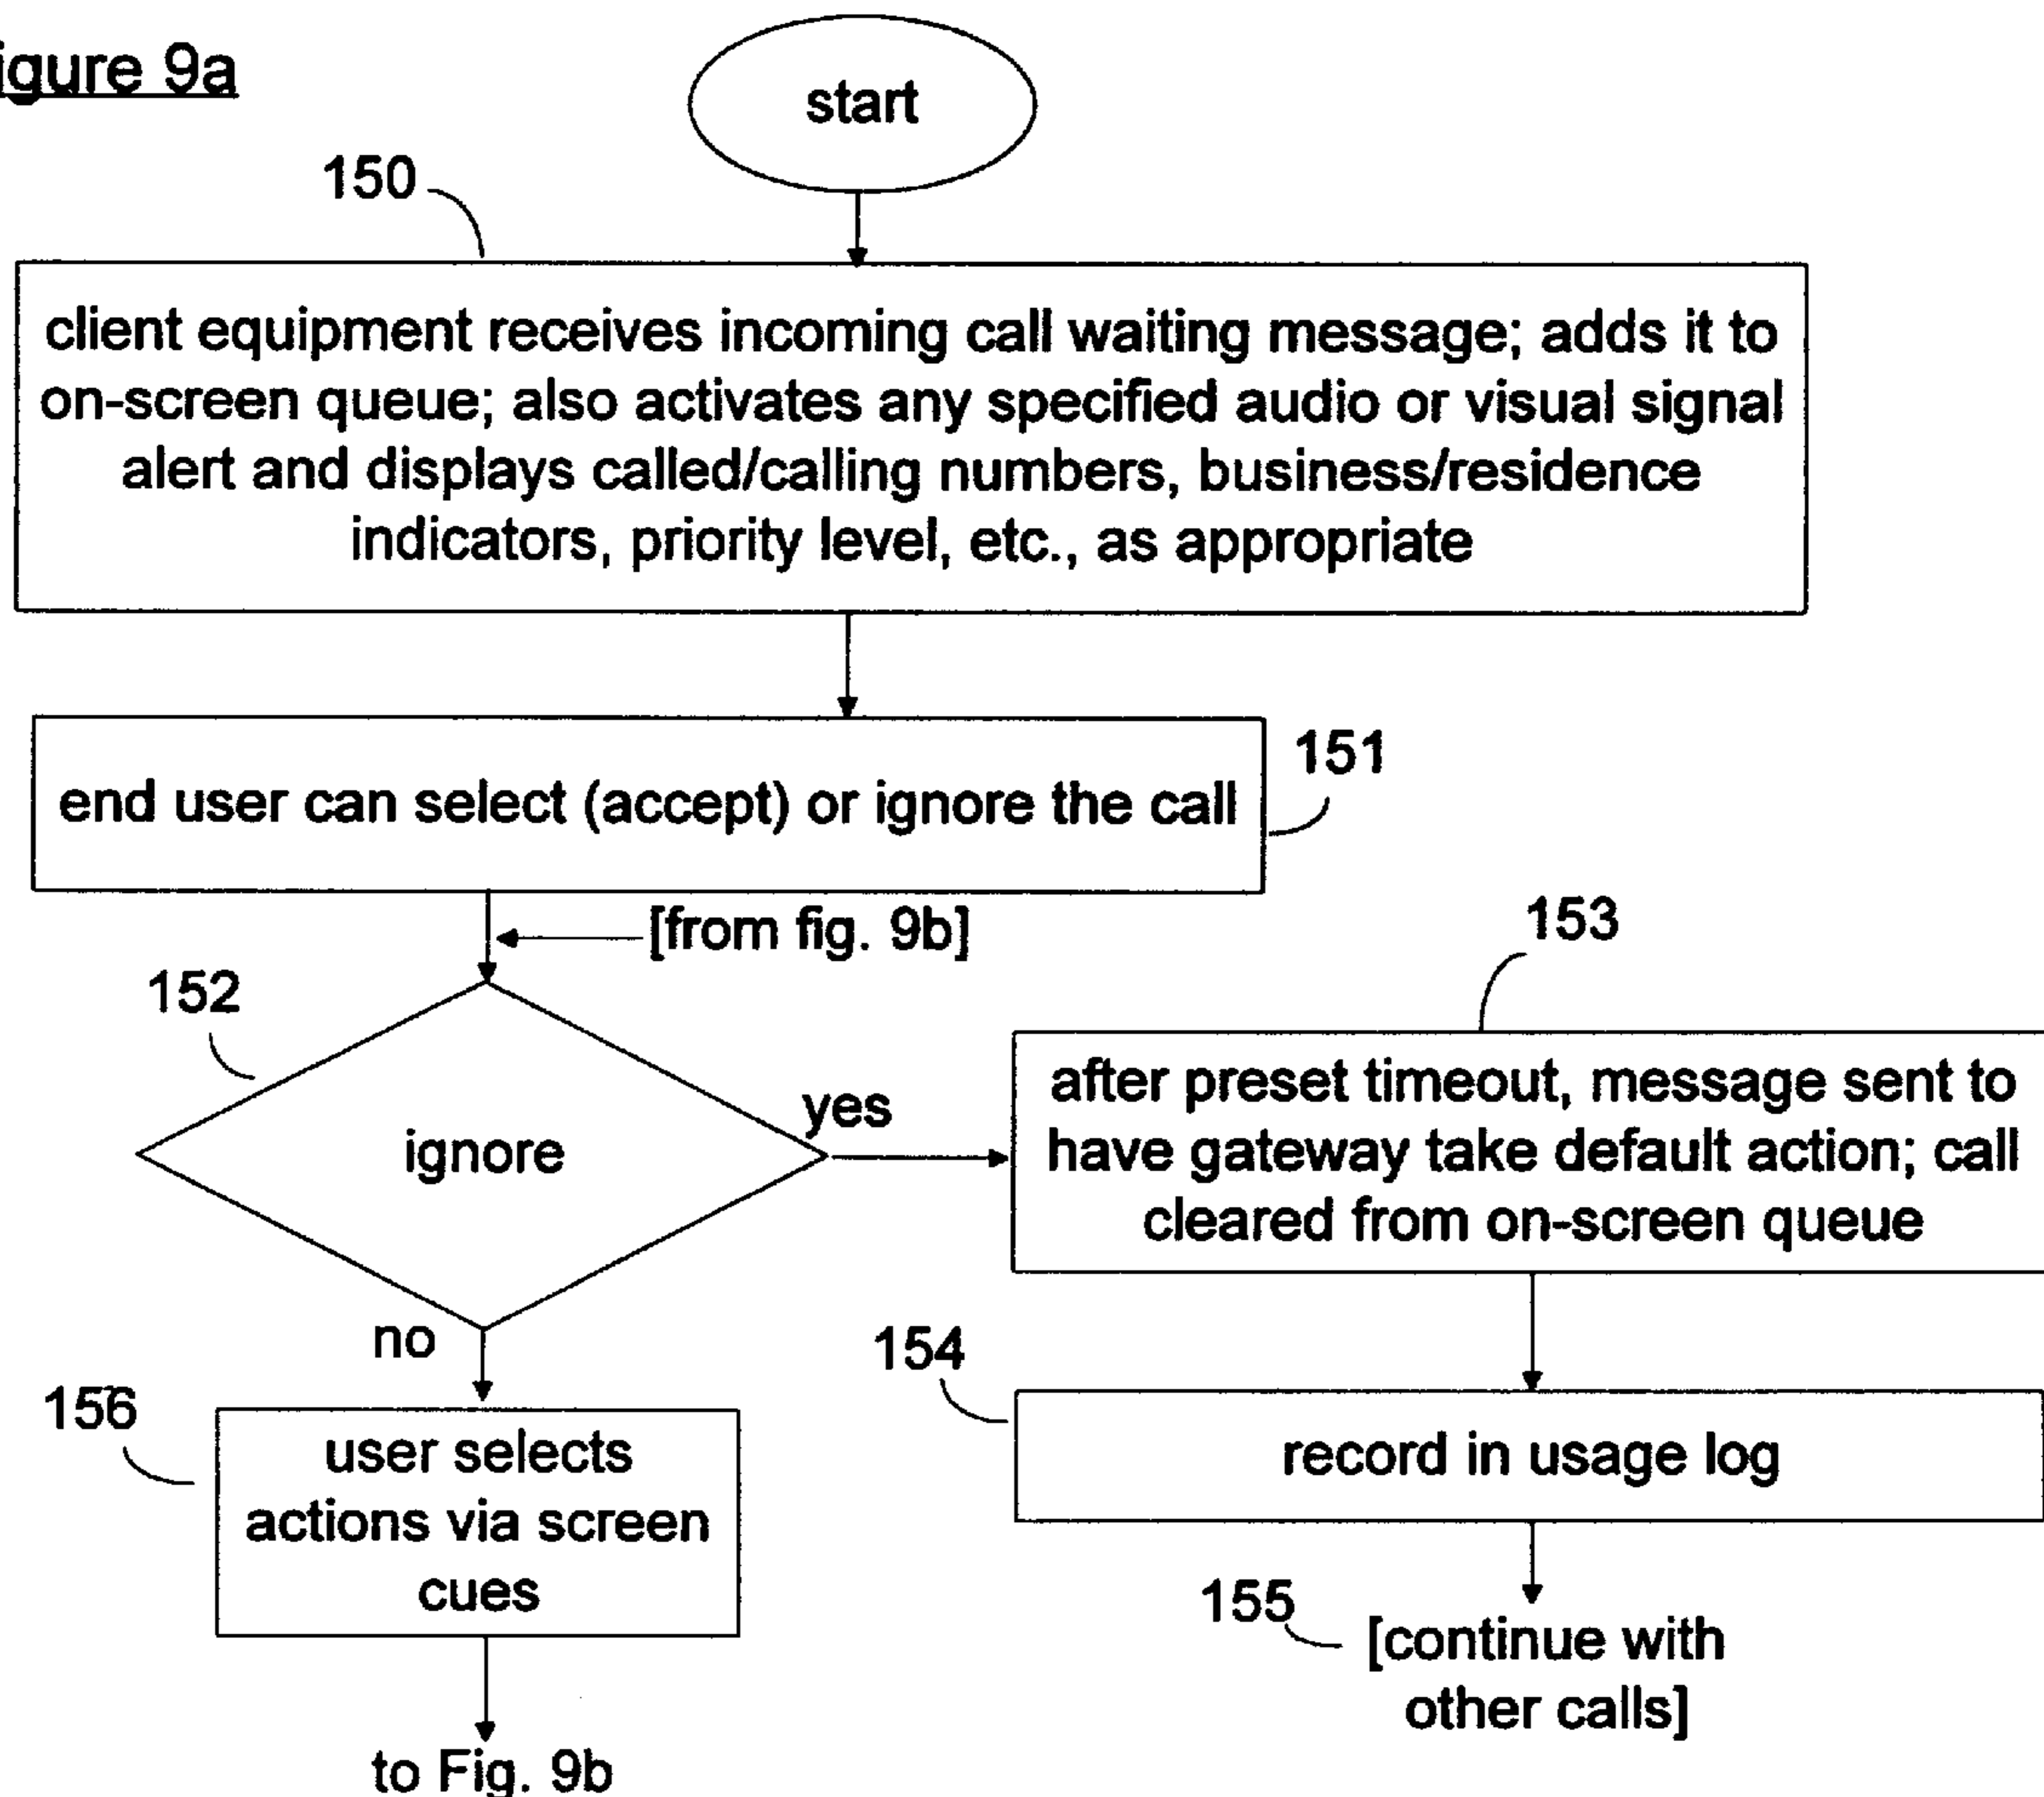 igure 9a
start
150
client equipment receives incoming call waiting message; adds it to
on-screen queue; also activates any specified audio or visual signal
alert and displays called/calling numbers, business/residence
indicators, priority level, etc., as appropriate
151
end user can select (accept) or ignore the call
[from fig. 9b]
152
ignore
yes
153
after preset timeout, message sent to
have gateway take default action; call
cleared from on-screen queue
no
154
record in usage log
156
user selects
actions via screen
cues
155
[continue with
other calls]
to Fig. 9b